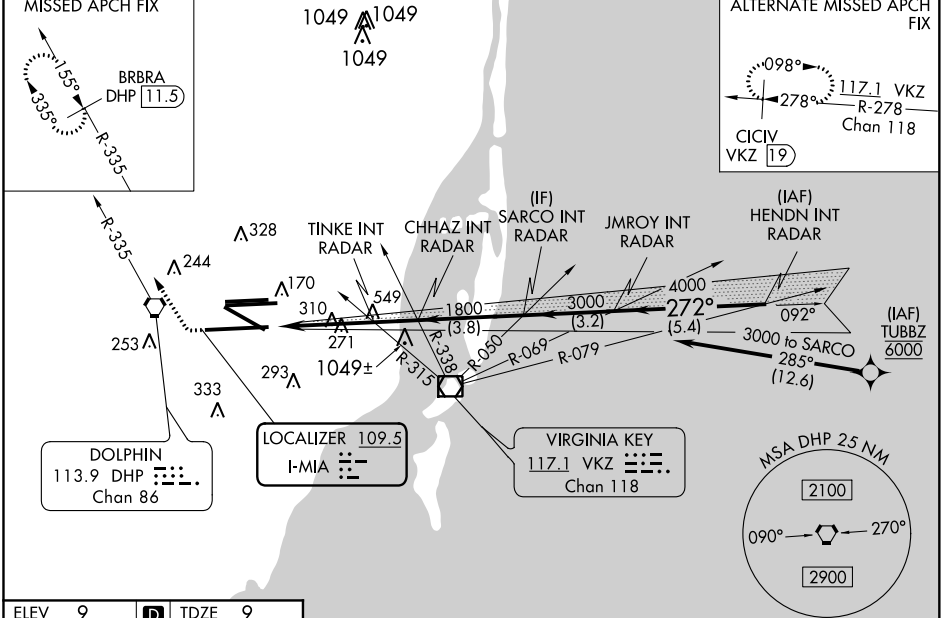 MISSED APCH FIX
155°
335°
BRBRA
DHP 11.5
R-335
1049
1049
1049
ALTERNATE MISSED APCH
FIX
098°
278°
117.1 VKZ
R-278
Chan 118
CICIV
VKZ 19
R-335
328
244
170
253
333
293
310
271
549
1049±
TINKE INT
RADAR
CHHAZ INT
RADAR
(IF)
SARCO INT
RADAR
JMROY INT
RADAR
(IAF)
HENDN INT
RADAR
1800
(3.8)
3000
(3.2)
4000
272°
(5.4)
092°
R-315
R-338
R-050
R-069
R-079
3000 to SARCO
285°
(12.6)
(IAF)
TUBBZ
6000
DOLPHIN
113.9 DHP
Chan 86
LOCALIZER 109.5
I-MIA
VIRGINIA KEY
117.1 VKZ
Chan 118
MSA DHP 25 NM
2100
090°
270°
2900
ELEV 9
D
TDZE 9